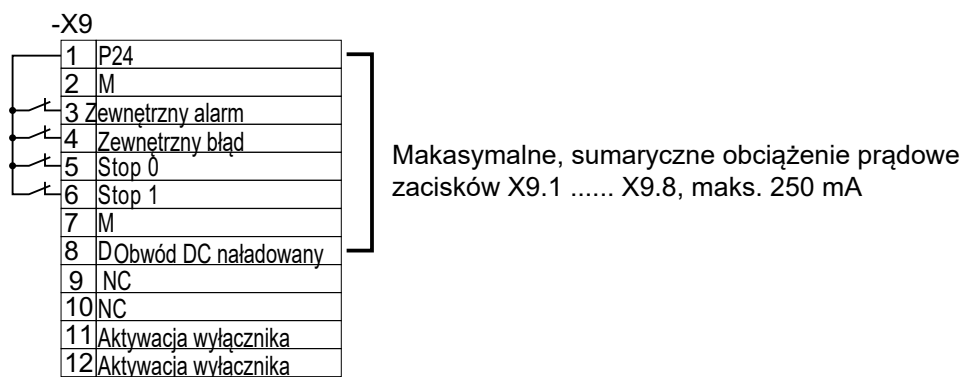 -X9
1 P24
2 M
3 Zewnętrzny alarm
4 Zewnętrzny błąd
5 Stop 0
6 Stop 1
7 M
8 DObwód DC naładowany
9 NC
10 NC
11 Aktywacja wyłącznika
12 Aktywacja wyłącznika
Makasymalne, sumaryczne obciążenie prądowe
zacisków X9.1 ...... X9.8, maks. 250 mA